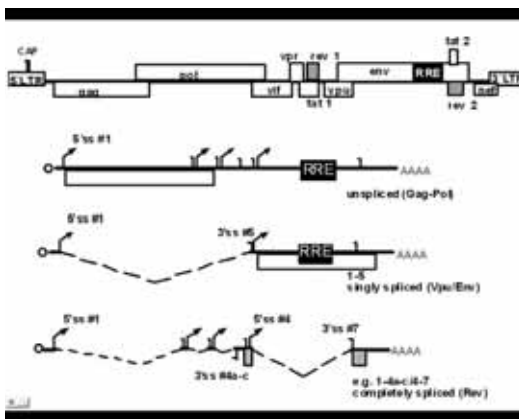 CAP
vpr
rev 1
tat 2
5'LTR
gag
pol
vif
tat 1
vpu
env
RRE
rev 2
nef
3'LTR
5'ss #1
RRE
AAAA
unspliced (Gag-Pol)
5'ss #1
3'ss #5
RRE
AAAA
1-5
singly spliced (Vpu/Env)
5'ss #1
5'ss #4
3'ss #7
AAAA
3'ss #4a-c
e.g. 1-4a-c/4-7
completely spliced (Rev)